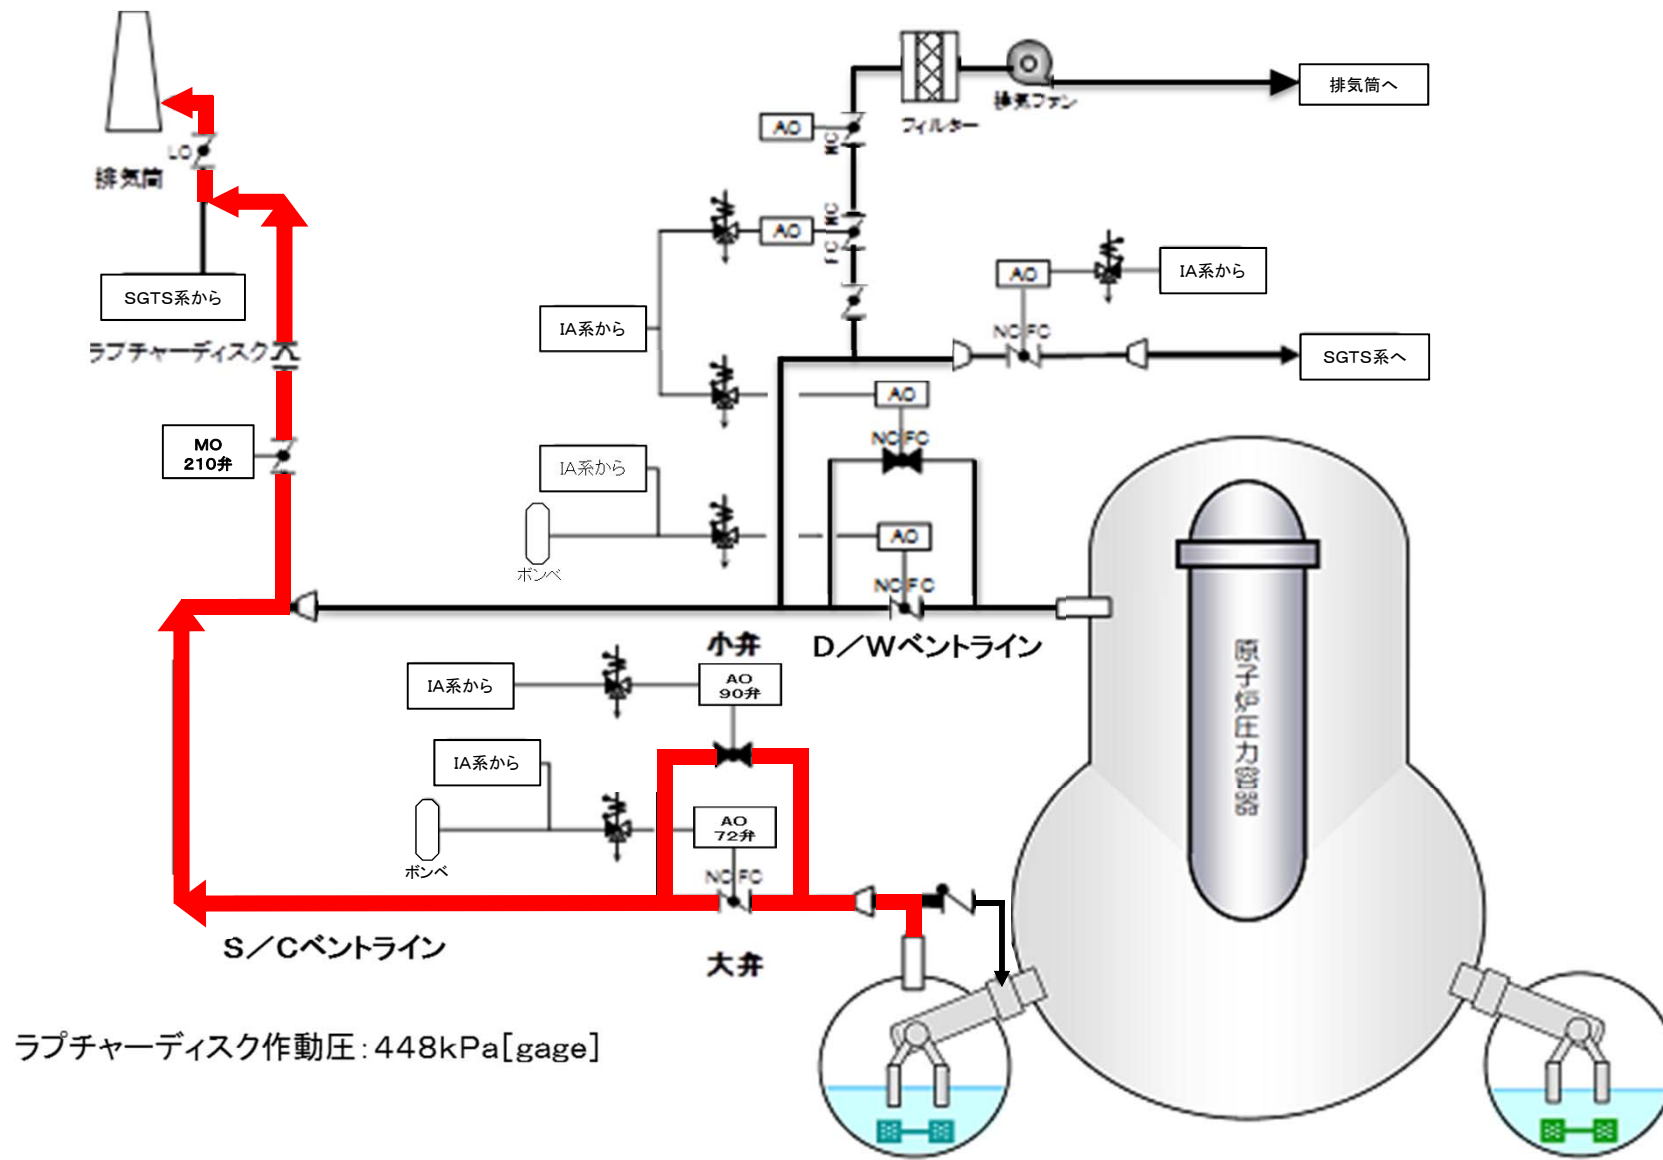 排気筒へ
排気ファン
フィルター
AO
NC
LO
排気筒
NC
AO
FC
IA系から
AO
SGTS系から
IA系から
NC FC
ラプチャーディスク
SGTS系へ
AO
MO
210弁
NC FC
IA系から
AO
ボンベ
NC FC
小弁
D/Wベントライン
原子炉圧力容器
IA系から
AO
90弁
IA系から
AO
72弁
ボンベ
NC FC
S/Cベントライン
大弁
ラプチャーディスク作動圧:448kPa[gage]